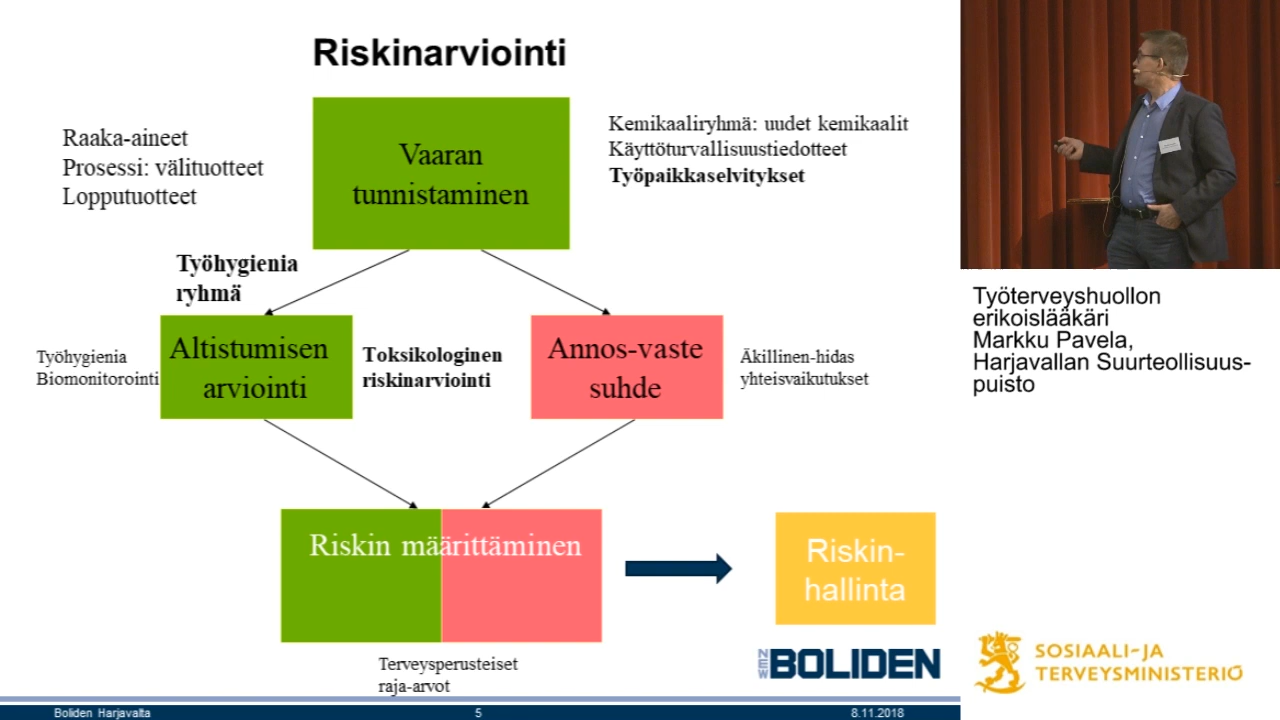 Riskinarviointi
Raaka-aineet
Prosessi: välituotteet
Lopputuotteet
Vaaran
tunnistaminen
Kemikaaliryhmä: uudet kemikaalit
Käyttöturvallisuustiedotteet
Työpaikkaselvitykset
Työhygienia
ryhmä
Työhygienia
Biomonitorointi
Altistumisen
arviointi
Toksikologinen
riskinarviointi
Annos-vaste
suhde
Äkillinen-hidas
yhteisvaikutukset
Riskin määrittäminen
Riskin-
hallinta
Terveysperusteiset
raja-arvot
NEW BOLIDEN
Boliden Harjavalta
5
8.11.2018
Työterveyshuollon
erikoislääkäri
Markku Pavela,
Harjavallan Suurteollisuus-
puisto
SOSIAALI- JA
TERVEYSMINISTERIÖ